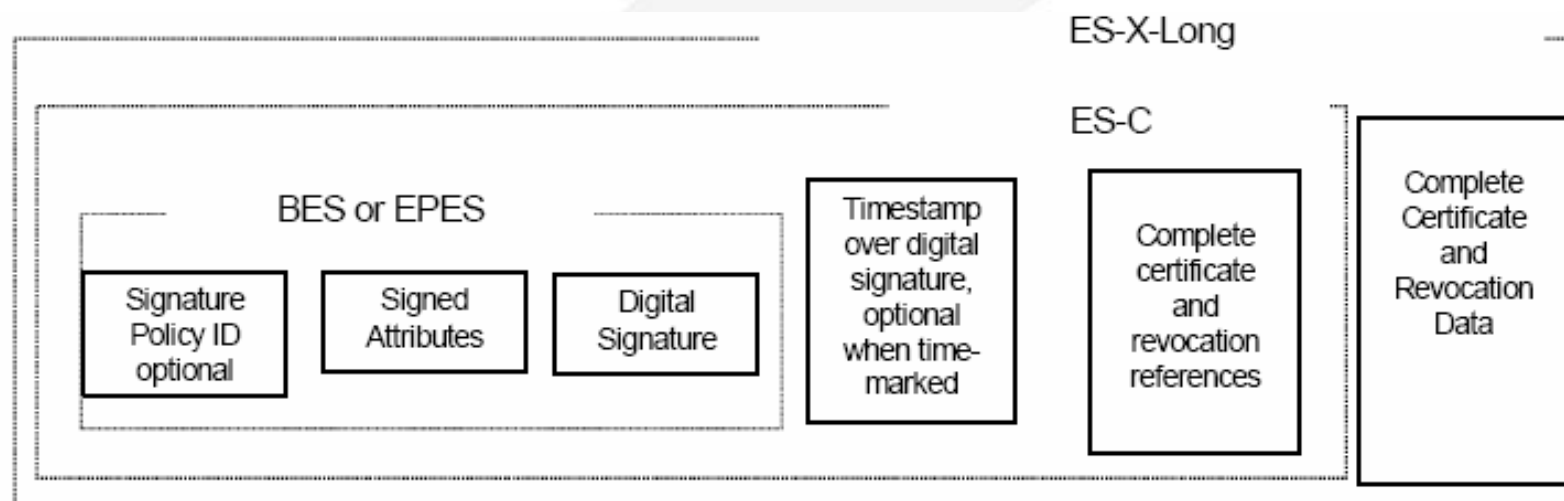 ES-X-Long
ES-C
BES or EPES
Signature
Policy ID
optional
Signed
Attributes
Digital
Signature
Timestamp
over digital
signature,
optional
when time-
marked
Complete
certificate
and
revocation
references
Complete
Certificate
and
Revocation
Data